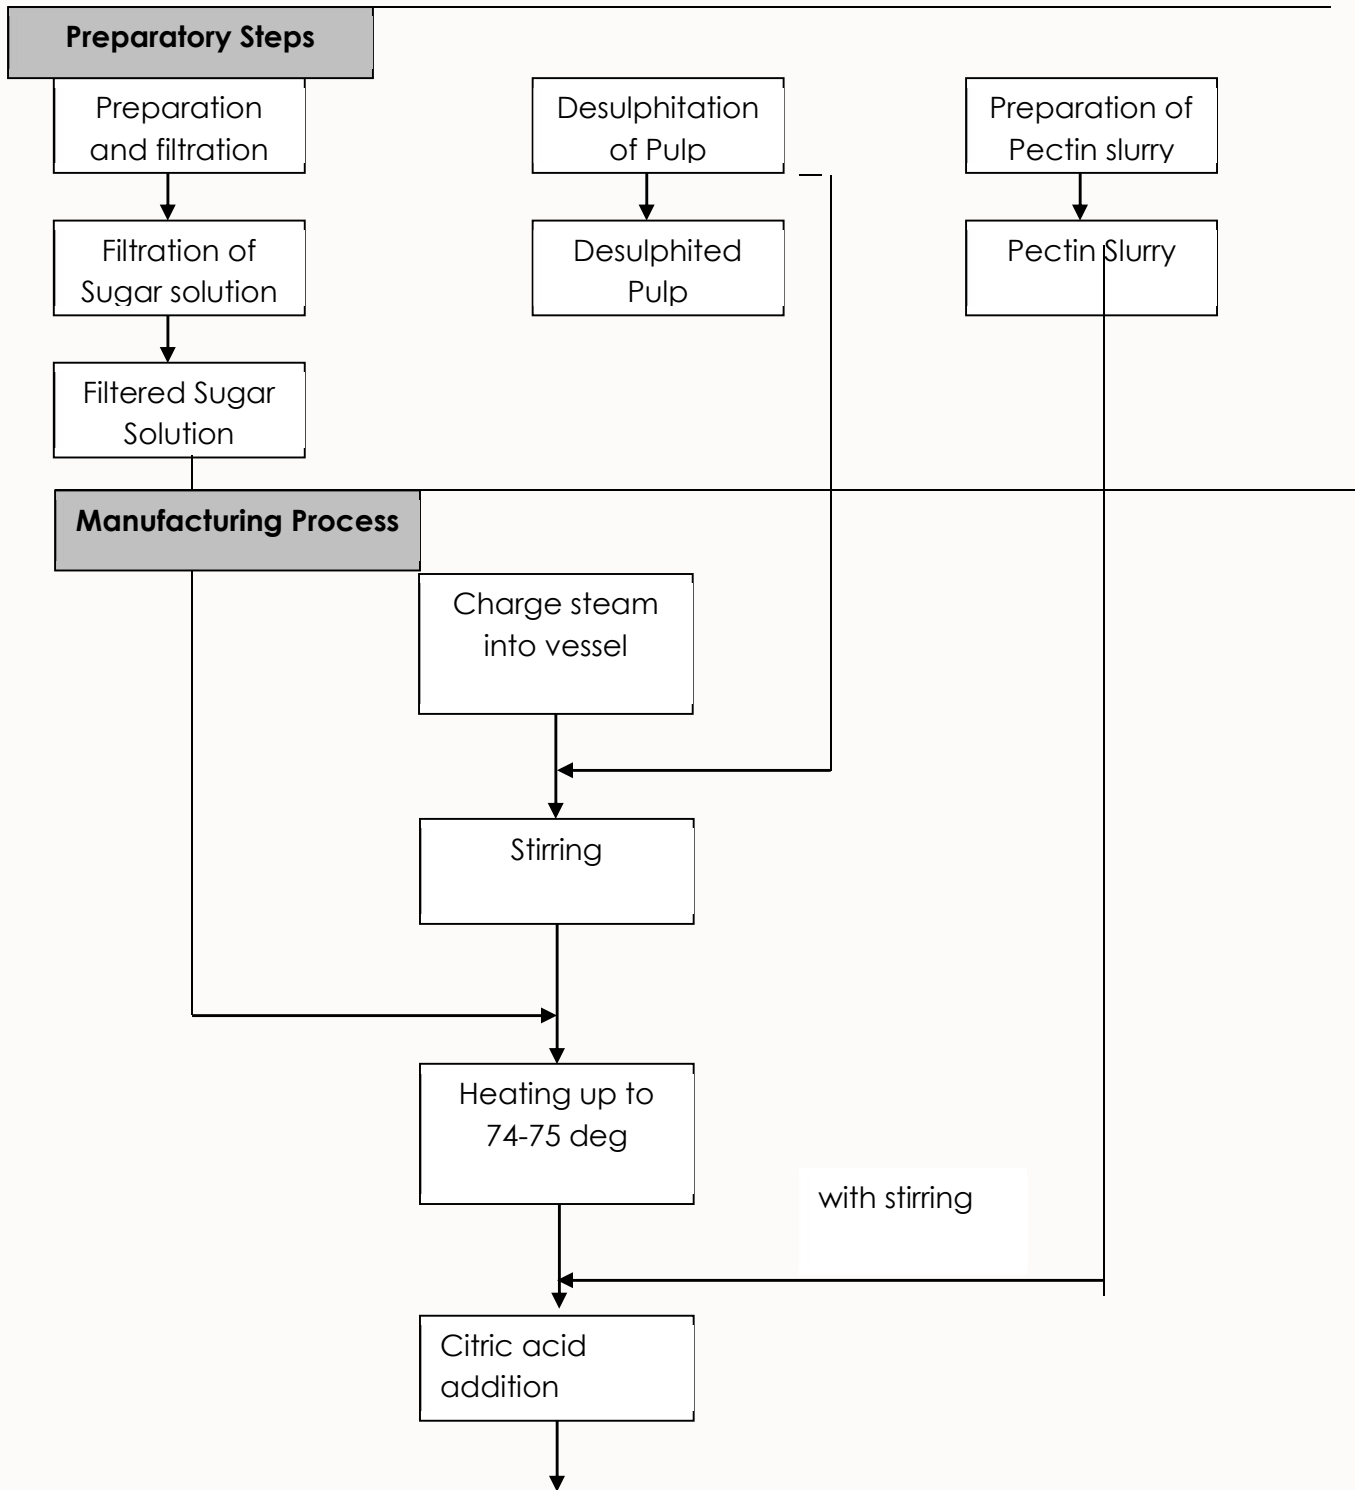 Preparatory Steps
Preparation
and filtration
Desulphitation
of Pulp
Preparation of
Pectin slurry
Filtration of
Sugar solution
Desulphited
Pulp
Pectin Slurry
Filtered Sugar
Solution
Manufacturing Process
Charge steam
into vessel
Stirring
Heating up to
74-75 deg
with stirring
Citric acid
addition